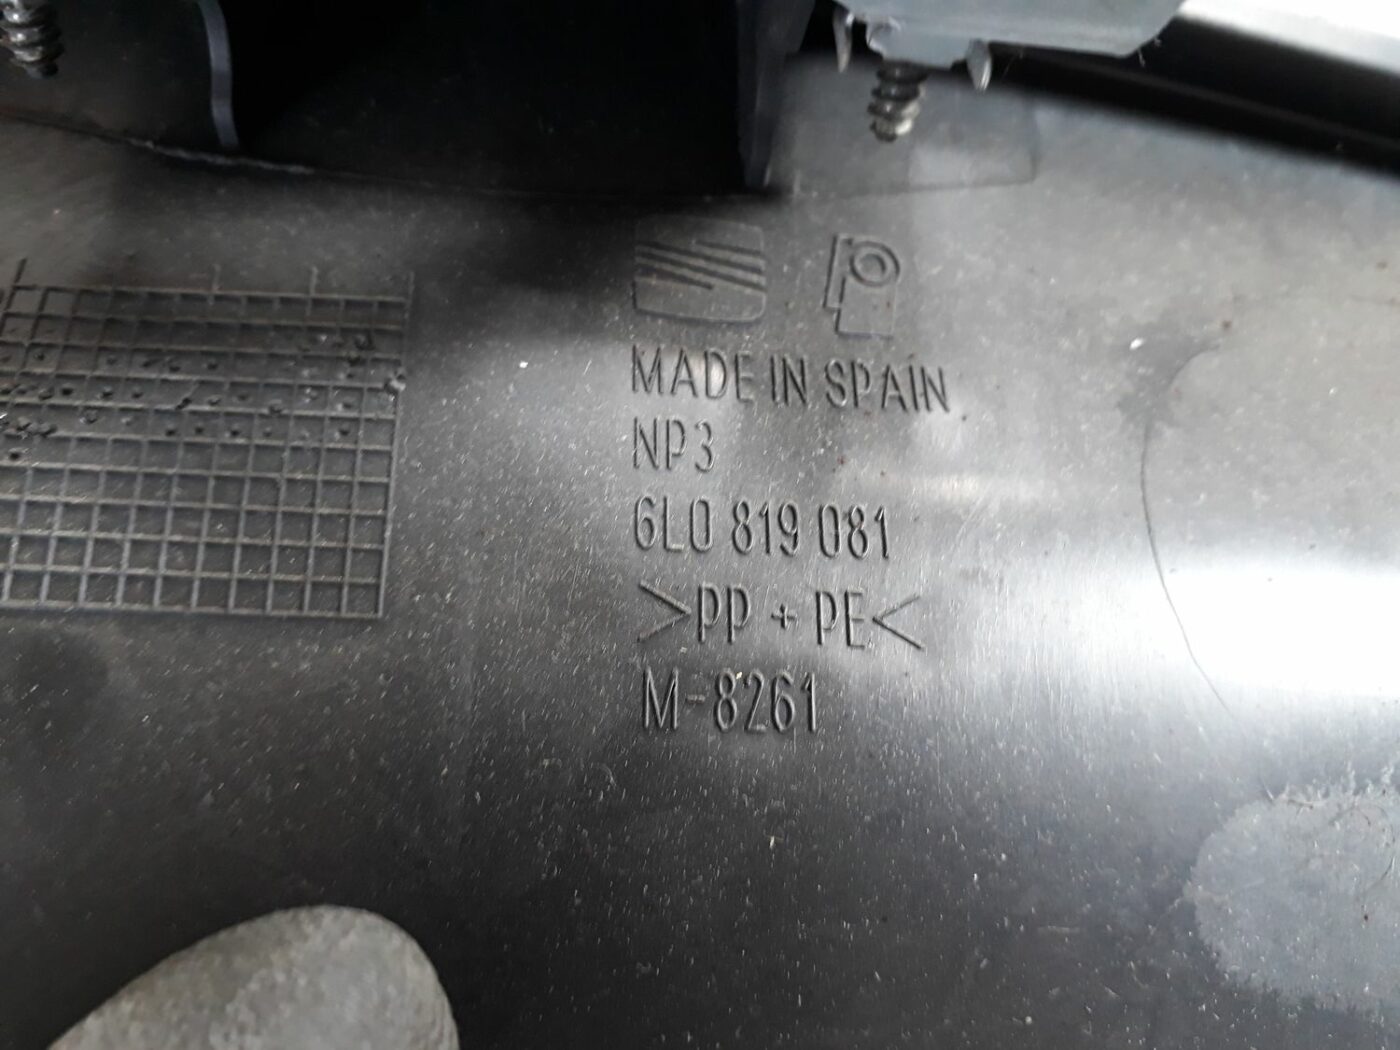 MADE IN SPAIN
NP3
6L0 819 081
>PP + PE<
M-8261